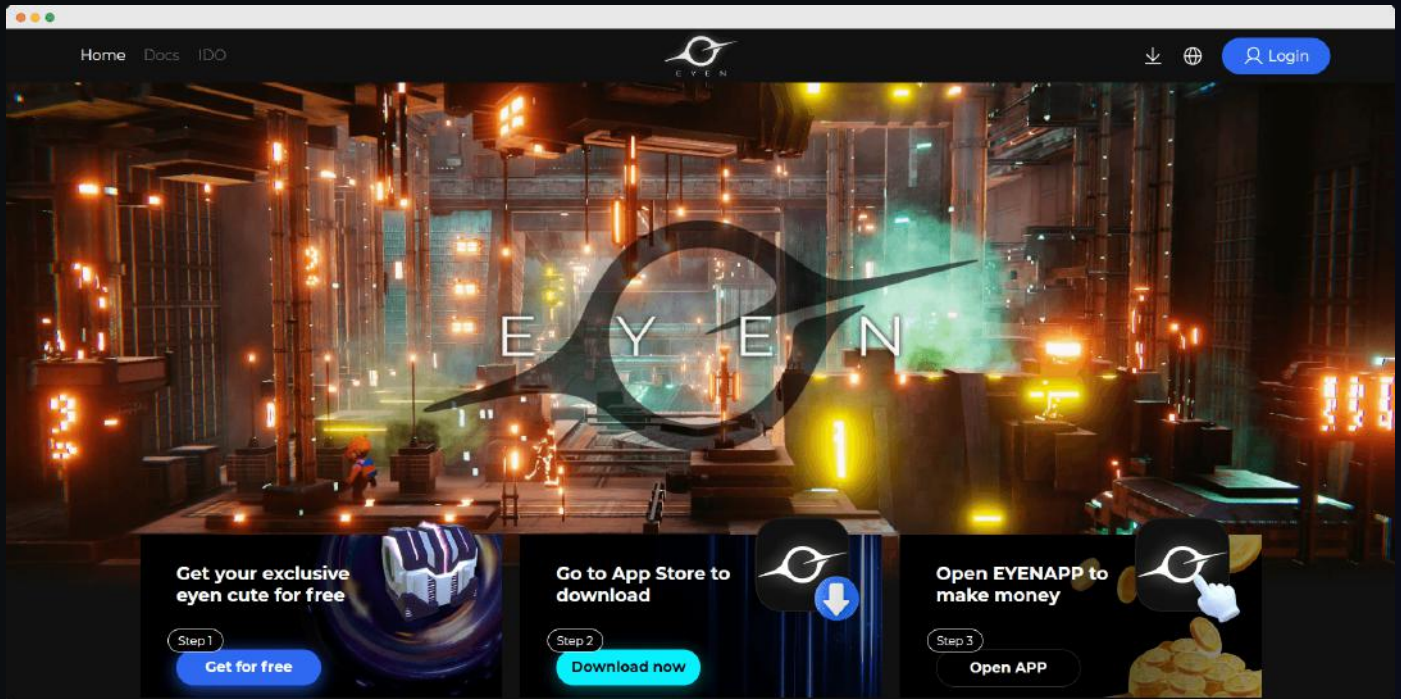 Home Docs IDO
EYEN
Login
E Y E N
Get your exclusive
eyen cute for free
Step 1
Get for free
Go to App Store to
download
Step 2
Download now
Open EYENAPP to
make money
Step 3
Open APP